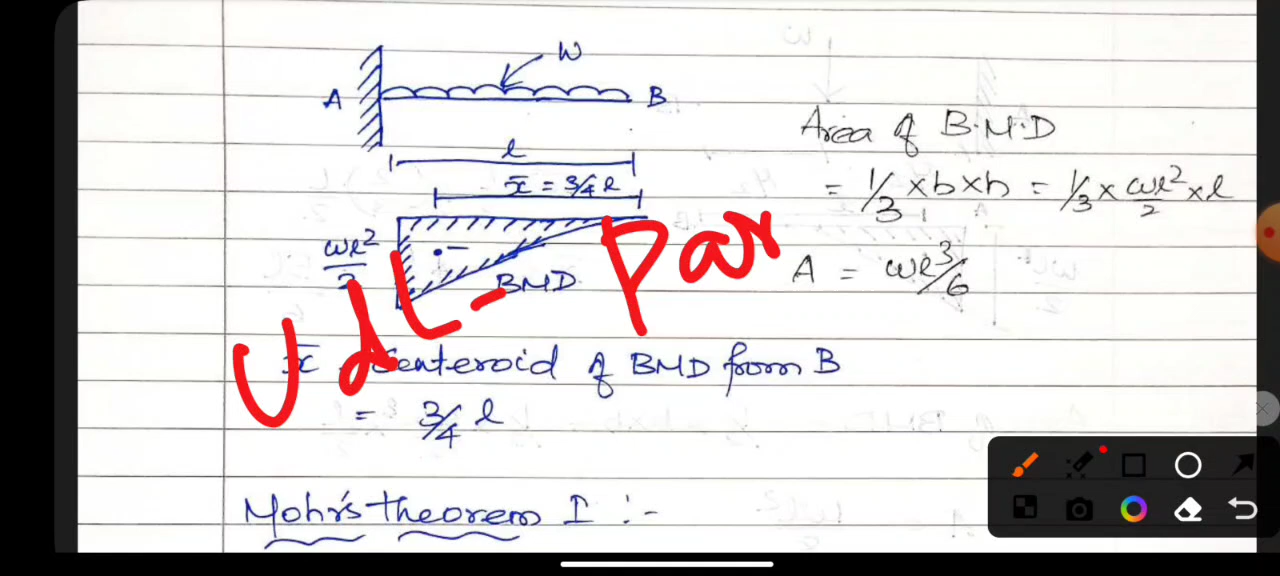 w
A B
l
Area of B.M.D
x̄ = 3/4 l
= 1/3 × b × h = 1/3 × wl²/2 × l
wl²/2
BMD
A = wl³/6
UdL - Par
x̄ Centeroid of BMD from B
= 3/4 l
Mohr's theorem I :-